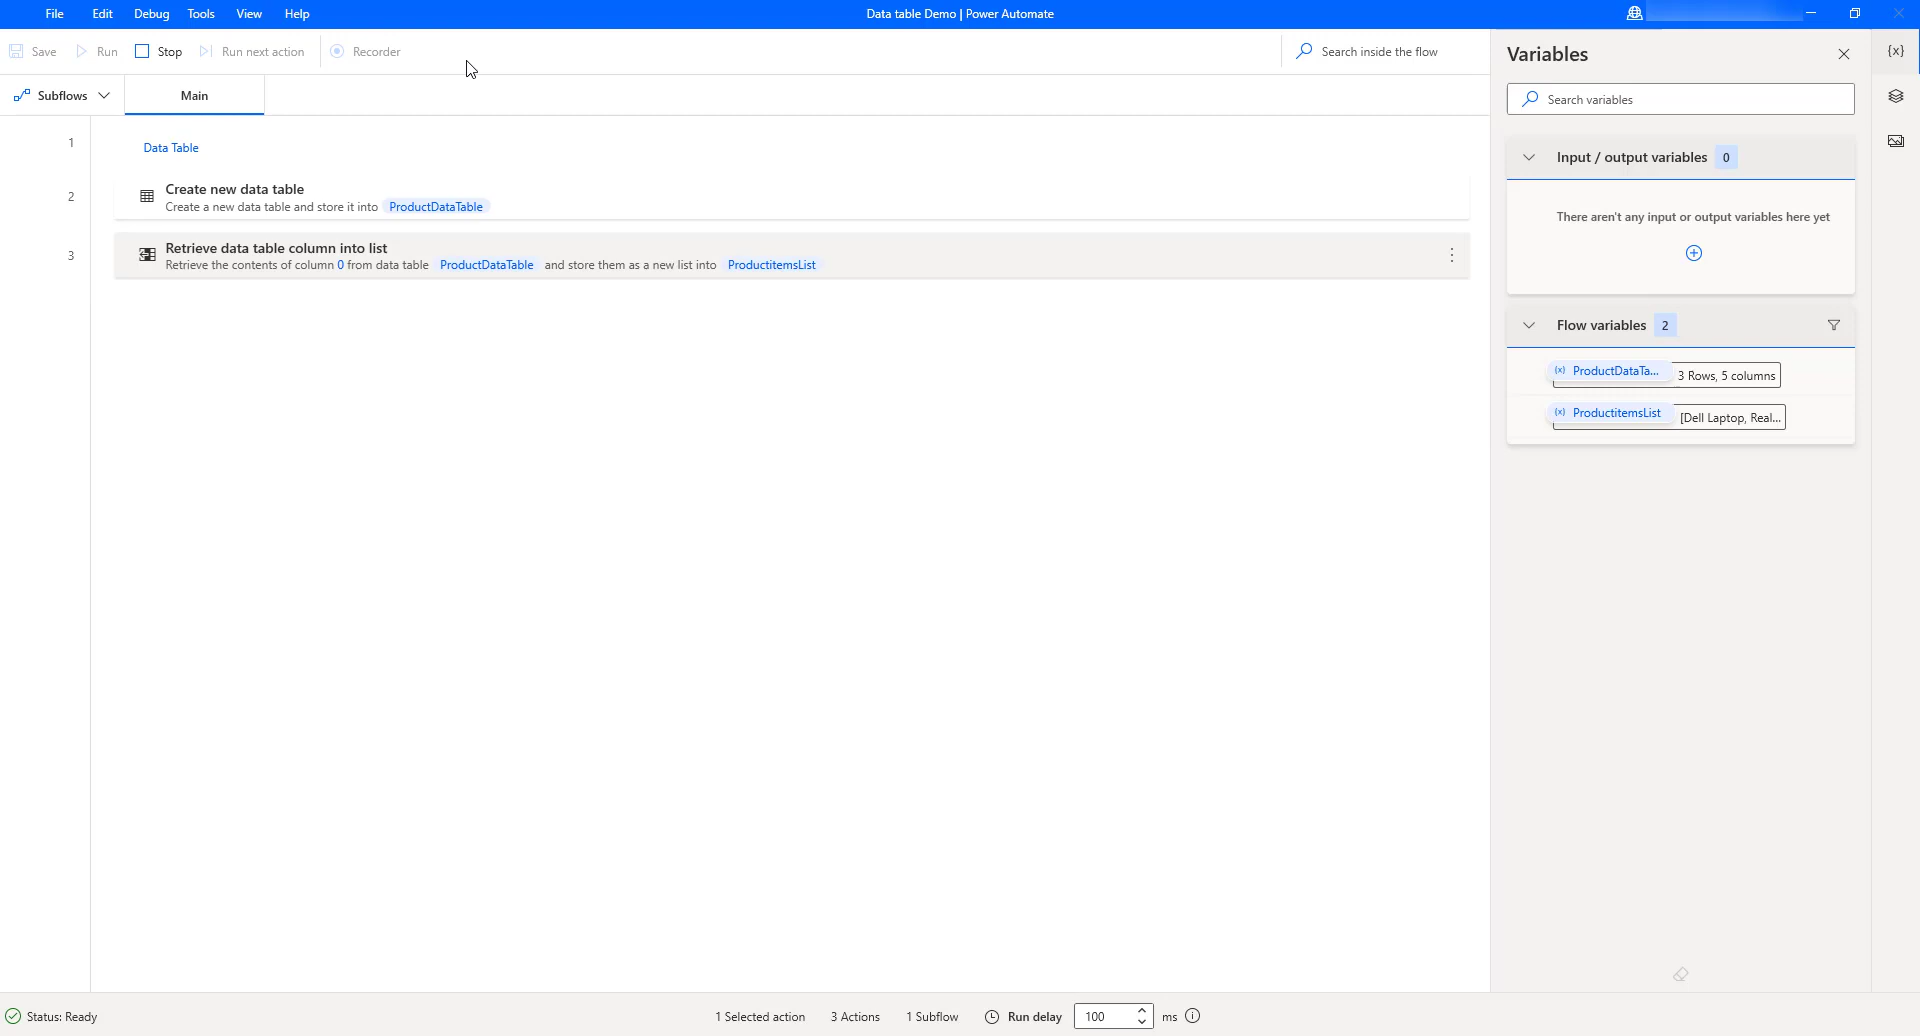 File Edit Debug Tools View Help
Data table Demo | Power Automate
Save Run Stop Run next action Recorder
Search inside the flow
Subflows Main
1 Data Table
2 Create new data table
Create a new data table and store it into ProductDataTable
3 Retrieve data table column into list
Retrieve the contents of column 0 from data table ProductDataTable and store them as a new list into ProductitemsList
Variables
{x}
Search variables
Input / output variables 0
There aren't any input or output variables here yet
Flow variables 2
(x) ProductDataTa... 3 Rows, 5 columns
(x) ProductitemsList [Dell Laptop, Real...
Status: Ready 1 Selected action 3 Actions 1 Subflow Run delay 100 ms